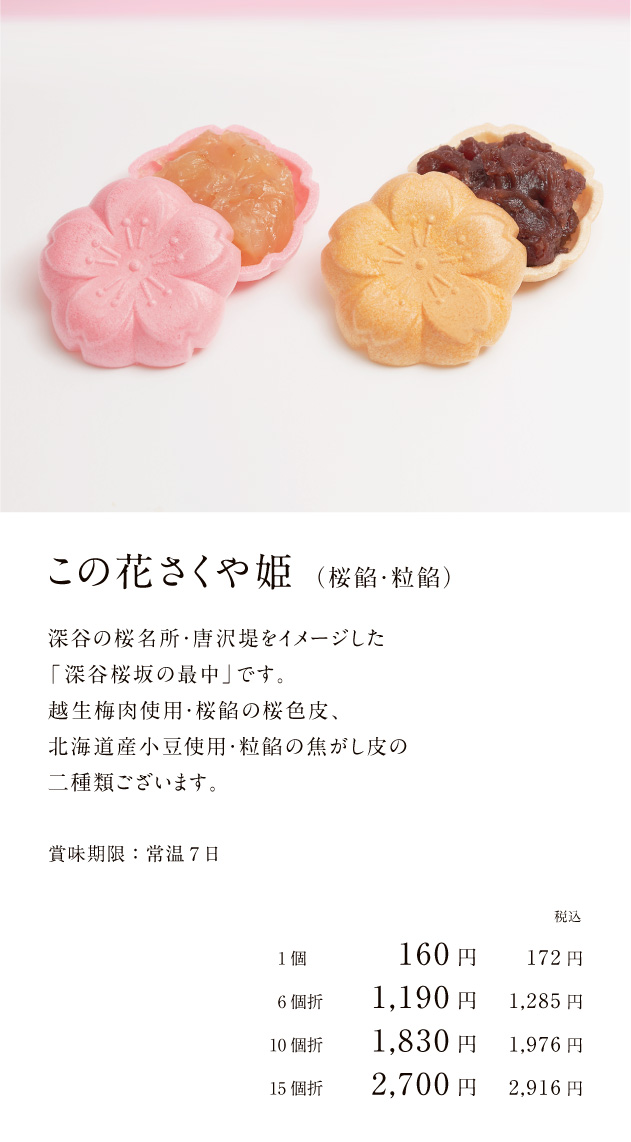 この花さくや姫 （桜餡・粒餡）
深谷の桜名所・唐沢堤をイメージした
「深谷桜坂の最中」です。
越生梅肉使用・桜餡の桜色皮、
北海道産小豆使用・粒餡の焦がし皮の
二種類ございます。
賞味期限：常温７日
税込
1個 160円 172円
6個折 1,190円 1,285円
10個折 1,830円 1,976円
15個折 2,700円 2,916円